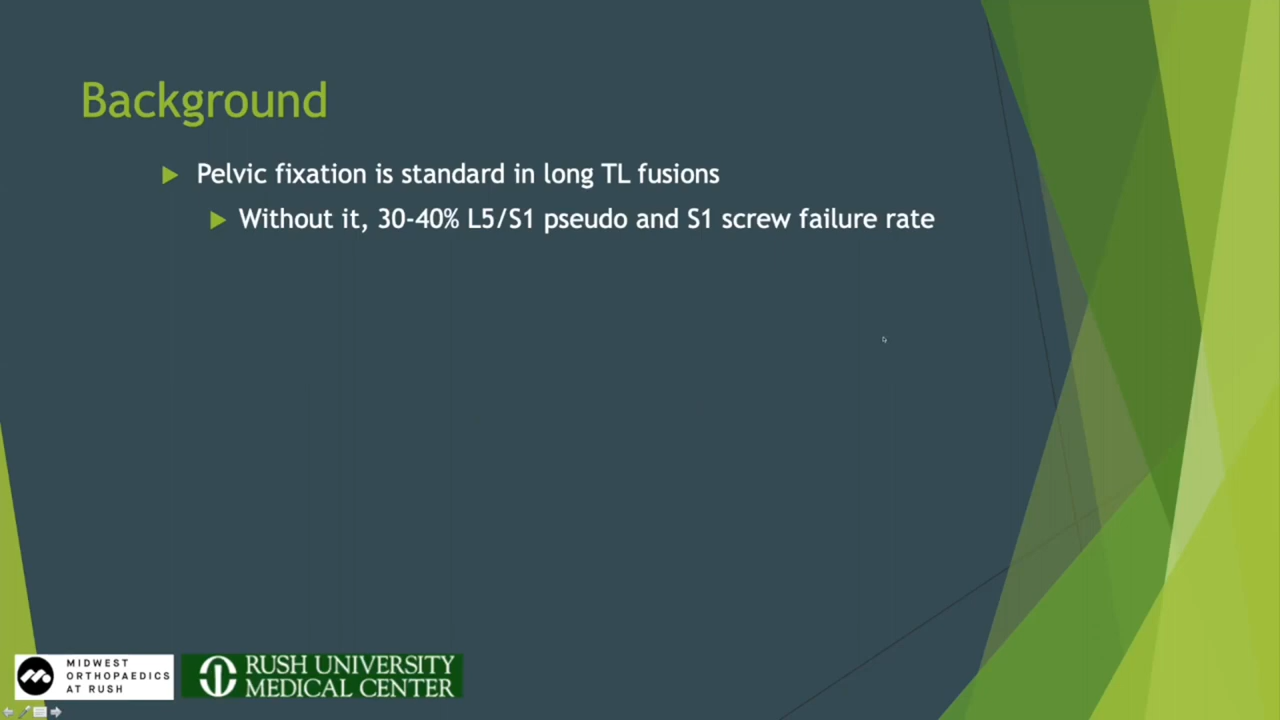 Background
Pelvic fixation is standard in long TL fusions
Without it, 30-40% L5/S1 pseudo and S1 screw failure rate
MIDWEST
ORTHOPAEDICS
AT RUSH
RUSH UNIVERSITY
MEDICAL CENTER